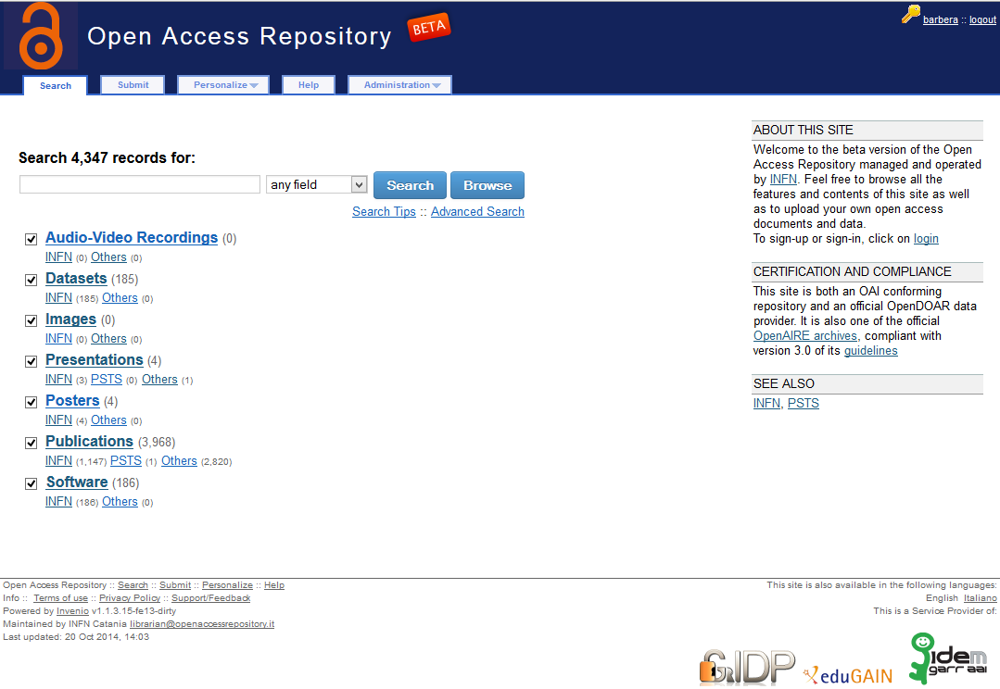 Open Access Repository BETA
barbera :: logout
Search Submit Personalize Help Administration
Search 4,347 records for:
any field Search Browse
Search Tips :: Advanced Search
Audio-Video Recordings (0)
INFN (0) Others (0)
Datasets (185)
INFN (185) Others (0)
Images (0)
INFN (0) Others (0)
Presentations (4)
INFN (3) PSTS (0) Others (1)
Posters (4)
INFN (4) Others (0)
Publications (3,968)
INFN (1,147) PSTS (1) Others (2,820)
Software (186)
INFN (186) Others (0)
ABOUT THIS SITE
Welcome to the beta version of the Open
Access Repository managed and operated
by INFN. Feel free to browse all the
features and contents of this site as well
as to upload your own open access
documents and data.
To sign-up or sign-in, click on login
CERTIFICATION AND COMPLIANCE
This site is both an OAI conforming
repository and an official OpenDOAR data
provider. It is also one of the official
OpenAIRE archives, compliant with
version 3.0 of its guidelines
SEE ALSO
INFN, PSTS
Open Access Repository :: Search :: Submit :: Personalize :: Help
Info :: Terms of use :: Privacy Policy :: Support/Feedback
Powered by Invenio v1.1.3.15-fe13-dirty
Maintained by INFN Catania librarian@openaccessrepository.it
Last updated: 20 Oct 2014, 14:03
This site is also available in the following languages:
English Italiano
This is a Service Provider of:
GrIDP
eduGAIN
idem
garr aai